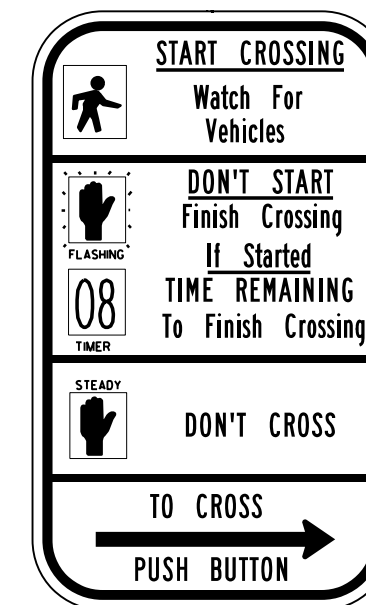 START CROSSING
Watch For
Vehicles
DON'T START
Finish Crossing
FLASHING
If Started
08
TIME REMAINING
To Finish Crossing
TIMER
STEADY
DON'T CROSS
TO CROSS
PUSH BUTTON